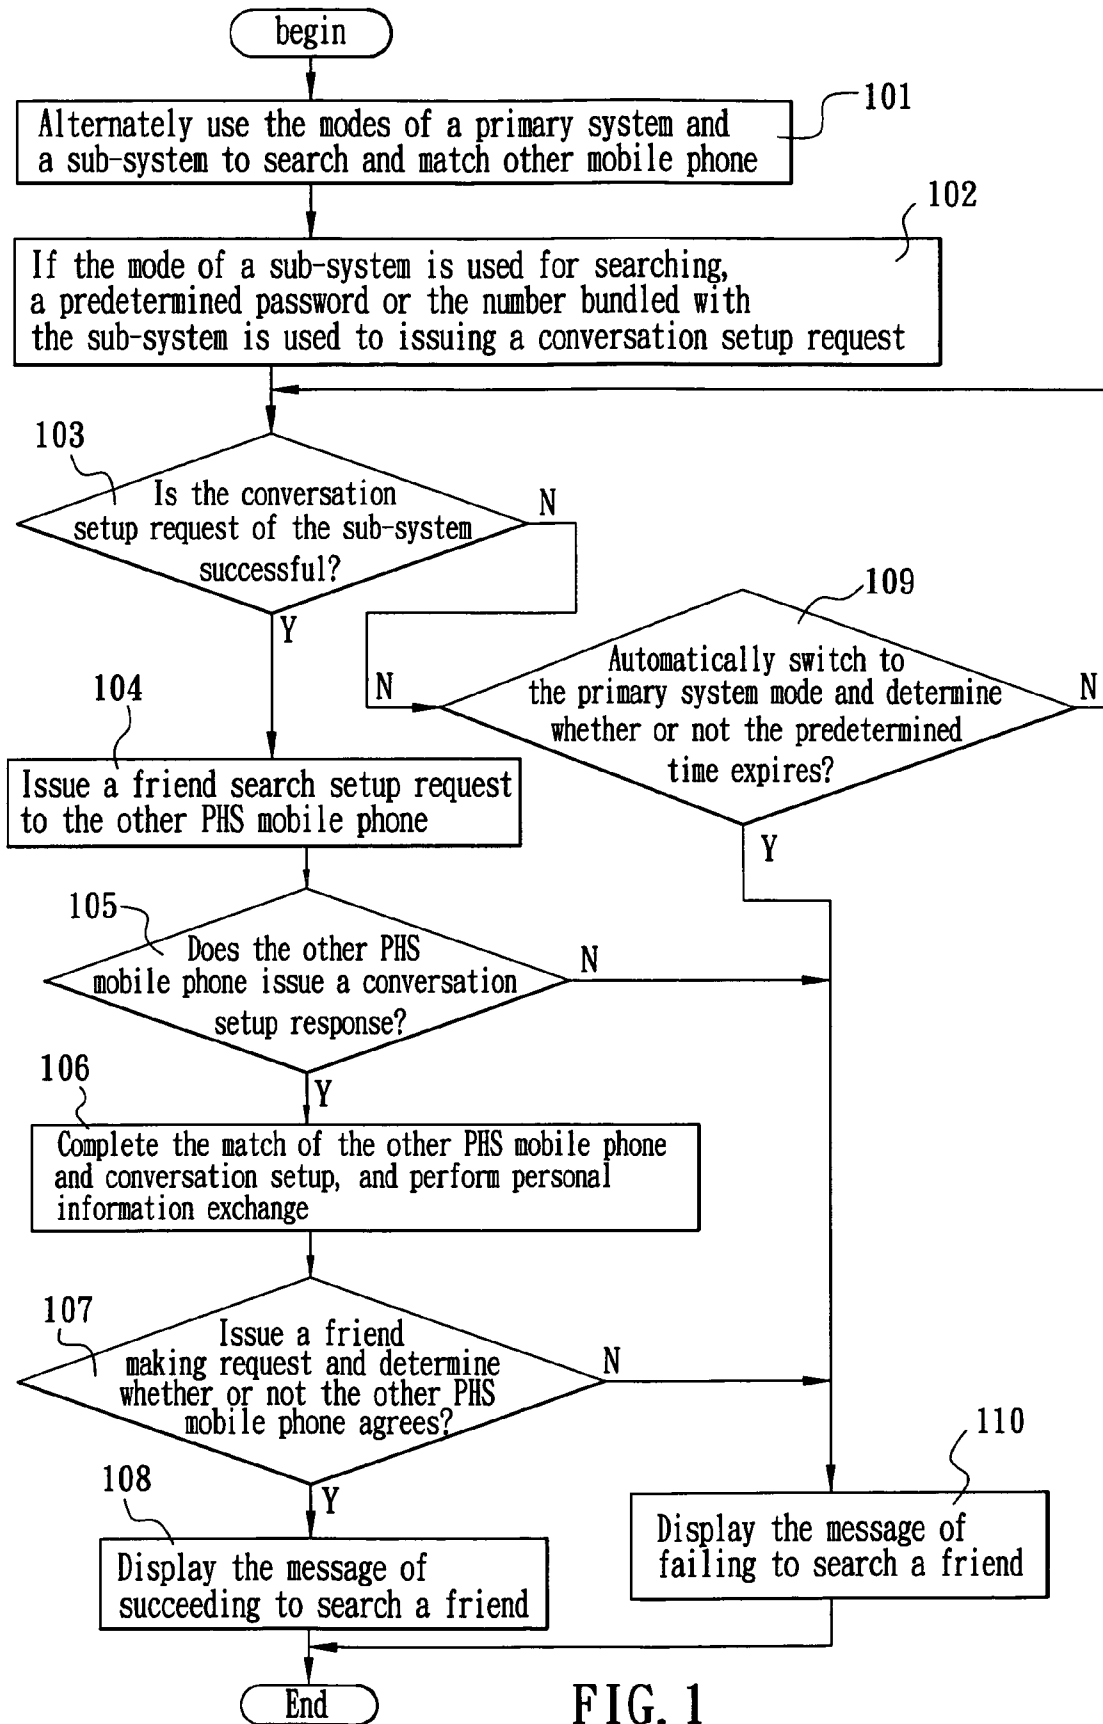 begin
101
Alternately use the modes of a primary system and
a sub-system to search and match other mobile phone
102
If the mode of a sub-system is used for searching,
a predetermined password or the number bundled with
the sub-system is used to issuing a conversation setup request
103
Is the conversation
setup request of the sub-system
successful?
N
Y
109
Automatically switch to
the primary system mode and determine
whether or not the predetermined
time expires?
N
N
Y
104
Issue a friend search setup request
to the other PHS mobile phone
105
Does the other PHS
mobile phone issue a conversation
setup response?
N
Y
106
Complete the match of the other PHS mobile phone
and conversation setup, and perform personal
information exchange
107
Issue a friend
making request and determine
whether or not the other PHS
mobile phone agrees?
N
Y
108
Display the message of
succeeding to search a friend
110
Display the message of
failing to search a friend
End
FIG. 1